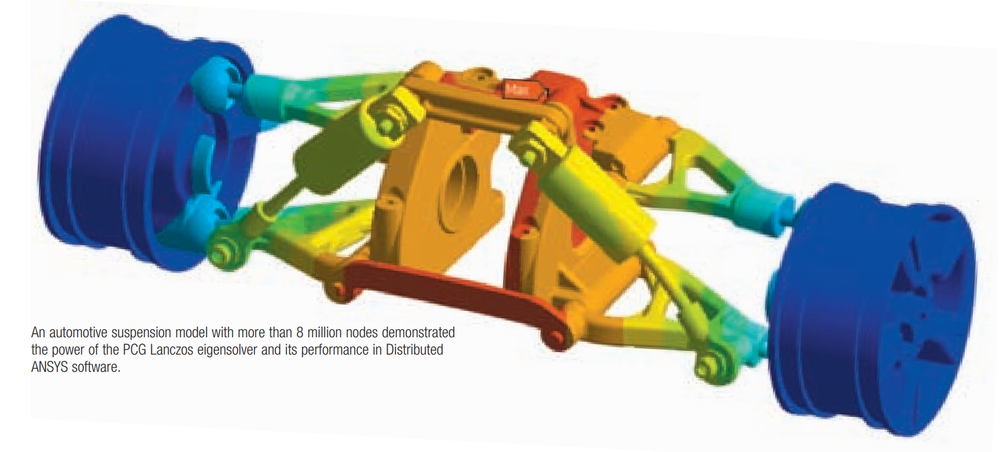 Max
An automotive suspension model with more than 8 million nodes demonstrated
the power of the PCG Lanczos eigensolver and its performance in Distributed
ANSYS software.